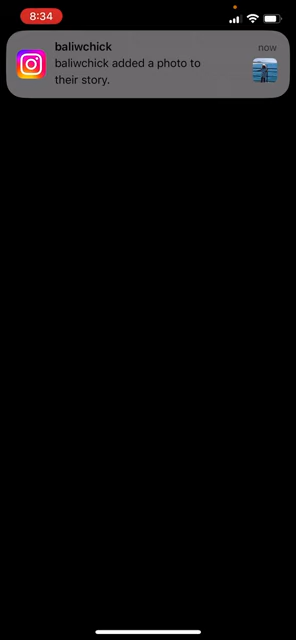 8:34
baliwchick
now
baliwchick added a photo to
their story.